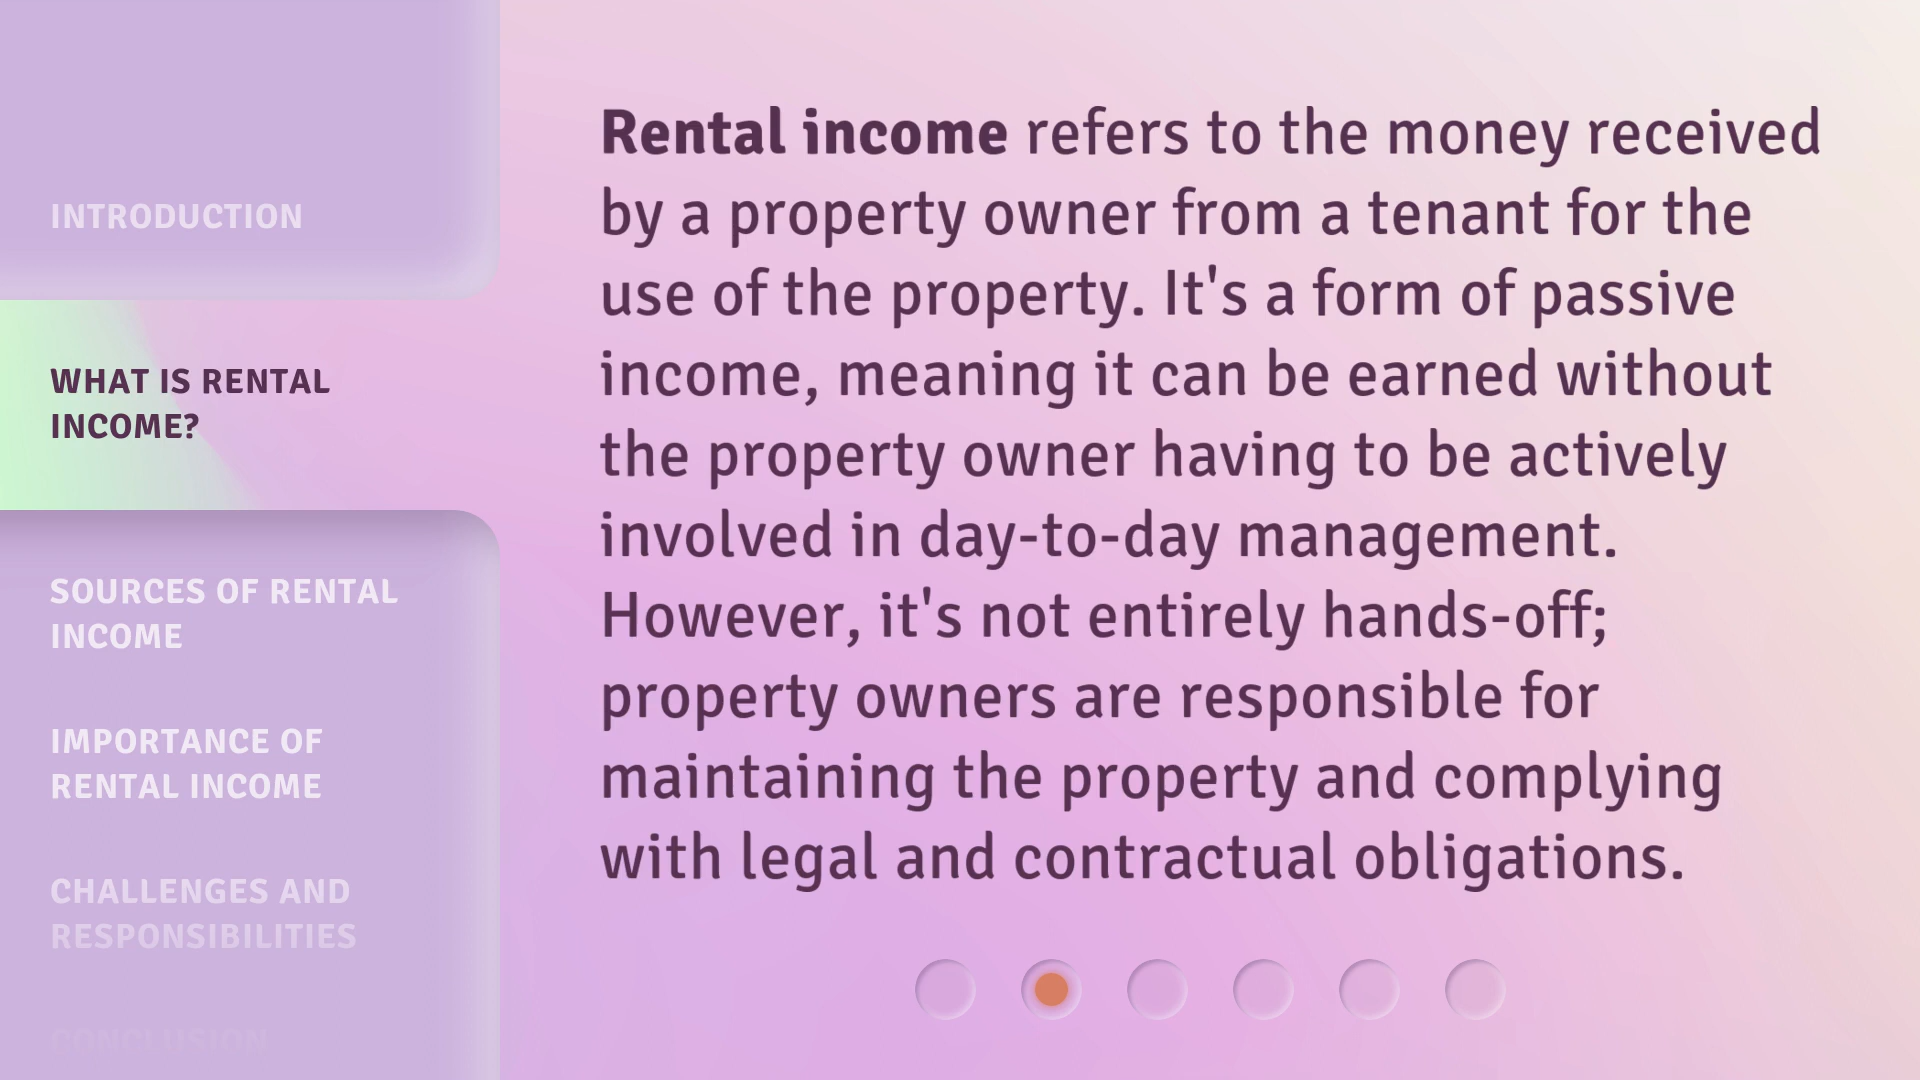 INTRODUCTION
WHAT IS RENTAL
INCOME?
SOURCES OF RENTAL
INCOME
IMPORTANCE OF
RENTAL INCOME
CHALLENGES AND
RESPONSIBILITIES
CONCLUSION
Rental income refers to the money received
by a property owner from a tenant for the
use of the property. It's a form of passive
income, meaning it can be earned without
the property owner having to be actively
involved in day-to-day management.
However, it's not entirely hands-off;
property owners are responsible for
maintaining the property and complying
with legal and contractual obligations.